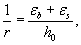 1/r = (ε_b + ε_s)/h_0,